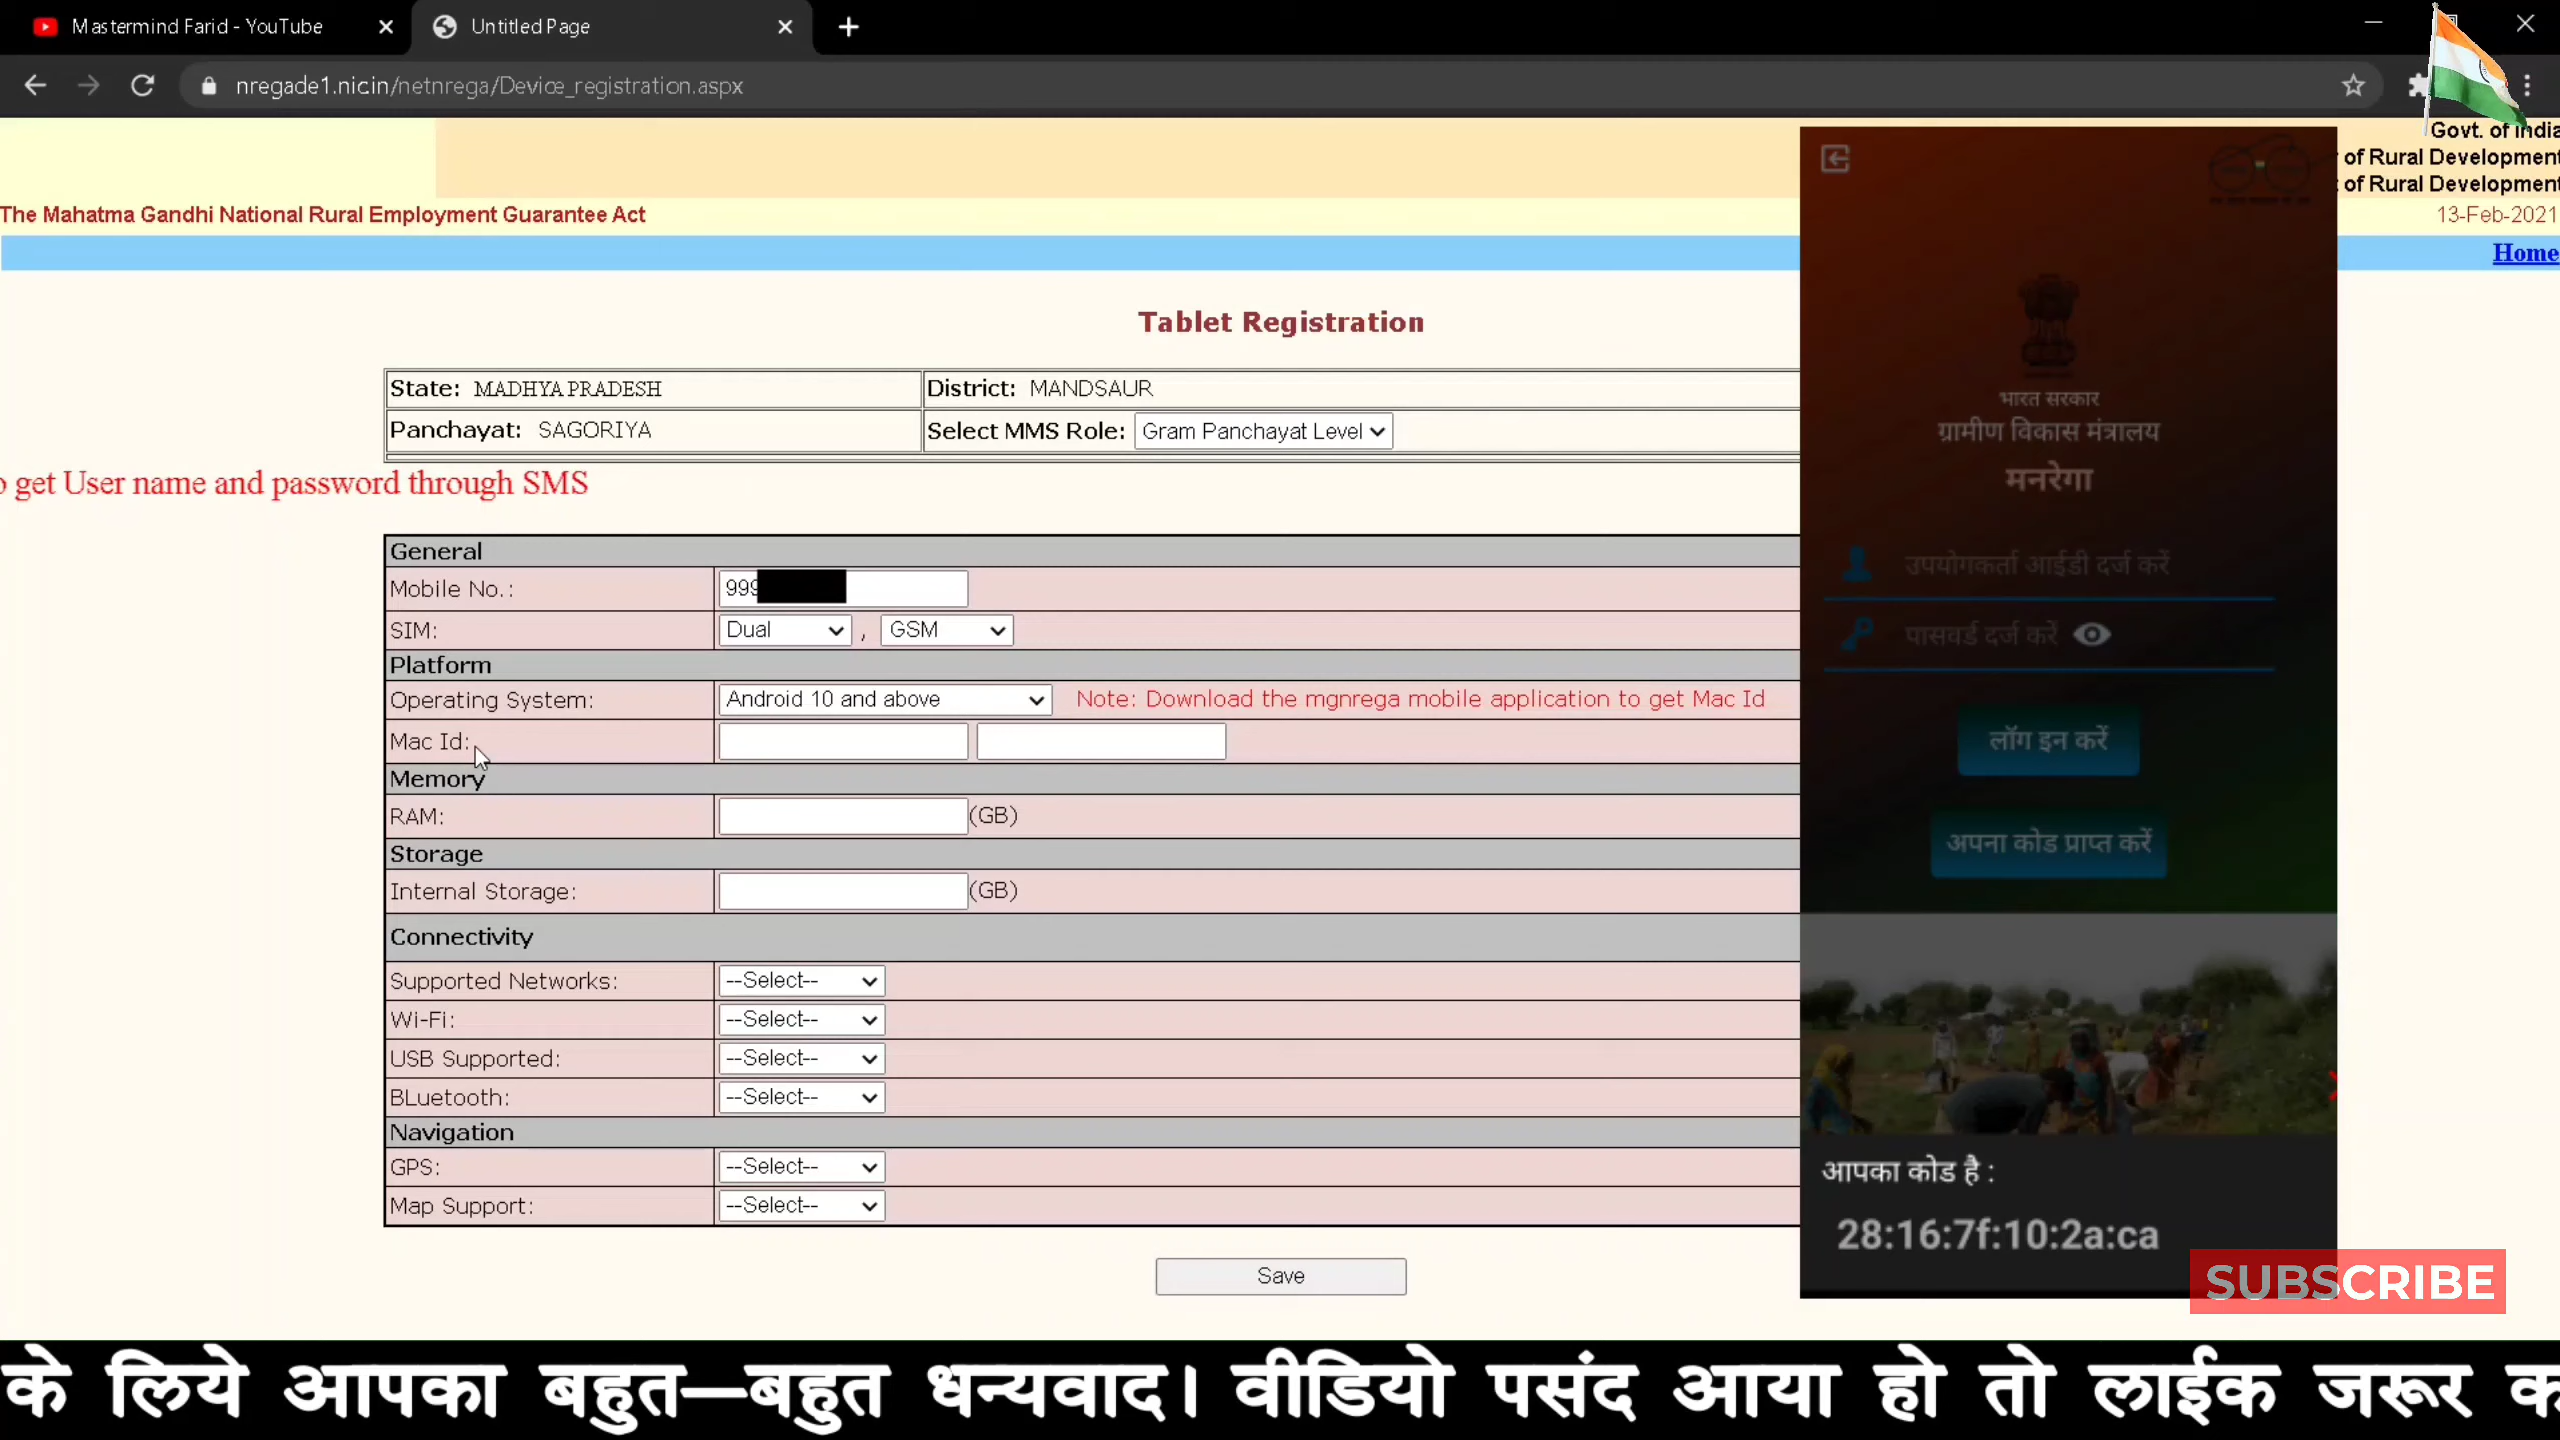 Mastermind Farid - YouTube
Untitled Page
nregade1.nic.in/netnrega/Device_registration.aspx
Govt. of India
of Rural Development
of Rural Development
The Mahatma Gandhi National Rural Employment Guarantee Act
13-Feb-2021
Home
Tablet Registration
State: MADHYA PRADESH District: MANDSAUR
Panchayat: SAGORIYA Select MMS Role: Gram Panchayat Level
get User name and password through SMS
General
Mobile No.: 999
SIM: Dual , GSM
Platform
Operating System: Android 10 and above Note: Download the mgnrega mobile application to get Mac Id
Mac Id:
Memory
RAM: (GB)
Storage
Internal Storage: (GB)
Connectivity
Supported Networks: --Select--
Wi-Fi: --Select--
USB Supported: --Select--
BLuetooth: --Select--
Navigation
GPS: --Select--
Map Support: --Select--
Save
भारत सरकार
ग्रामीण विकास मंत्रालय
मनरेगा
उपयोगकर्ता आईडी दर्ज करें
पासवर्ड दर्ज करें
लॉग इन करें
अपना कोड प्राप्त करें
आपका कोड है :
28:16:7f:10:2a:ca
SUBSCRIBE
के लिये आपका बहुत—बहुत धन्यवाद। वीडियो पसंद आया हो तो लाईक जरूर